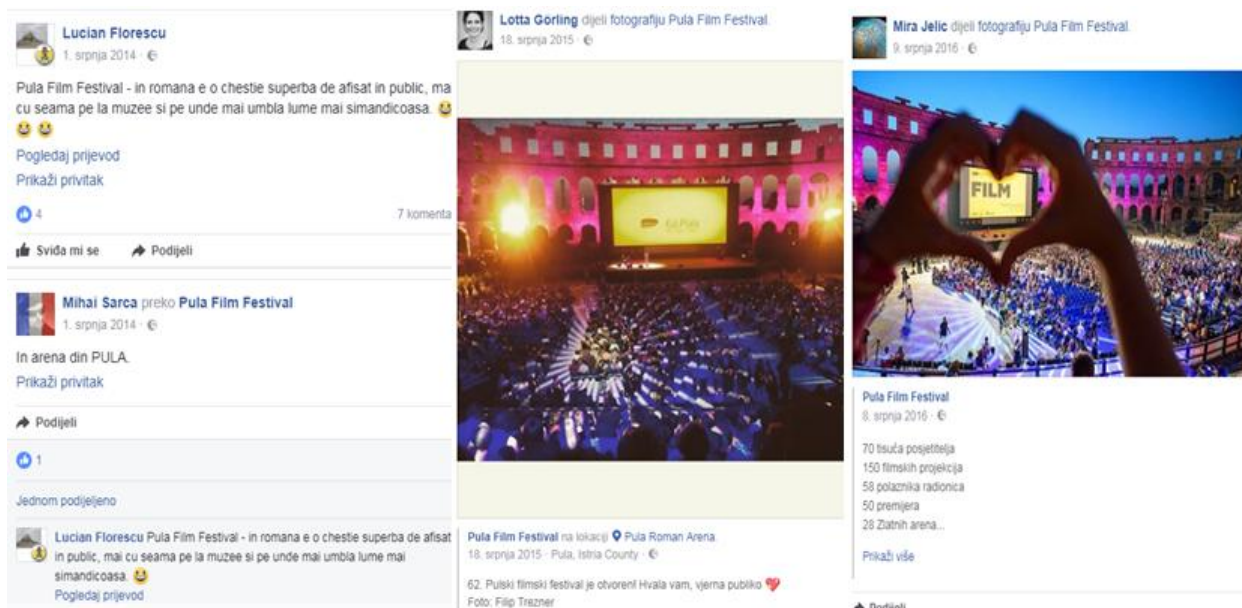 Lucian Florescu
1. srpnja 2014 ·
Pula Film Festival - in romana e o chestie superba de afisat in public, ma
cu seama pe la muzee si pe unde mai umbla lume mai simandicoasa.
Pogledaj prijevod
Prikaži privitak
4
7 komenta
Sviđa mi se
Podijeli
Mihai Sarca preko Pula Film Festival
1. srpnja 2014 ·
In arena din PULA.
Prikaži privitak
Podijeli
1
Jednom podijeljeno
Lucian Florescu Pula Film Festival - in romana e o chestie superba de afisat
in public, mai cu seama pe la muzee si pe unde mai umbla lume mai
simandicoasa.
Pogledaj prijevod
Lotta Görling dijeli fotografiju Pula Film Festival.
18. srpnja 2015 ·
Pula Film Festival na lokaciji Pula Roman Arena.
18. srpnja 2015 · Pula, Istria County ·
62. Pulski filmski festival je otvoren! Hvala vam, vjerna publiko 💖
Foto: Filip Trezner
Mira Jelic dijeli fotografiju Pula Film Festival.
9. srpnja 2016 ·
FILM
Pula Film Festival
8. srpnja 2016 ·
70 tisuća posjetitelja
150 filmskih projekcija
58 polaznika radionica
50 premijera
28 Zlatnih arena...
Prikaži više
Podijeli